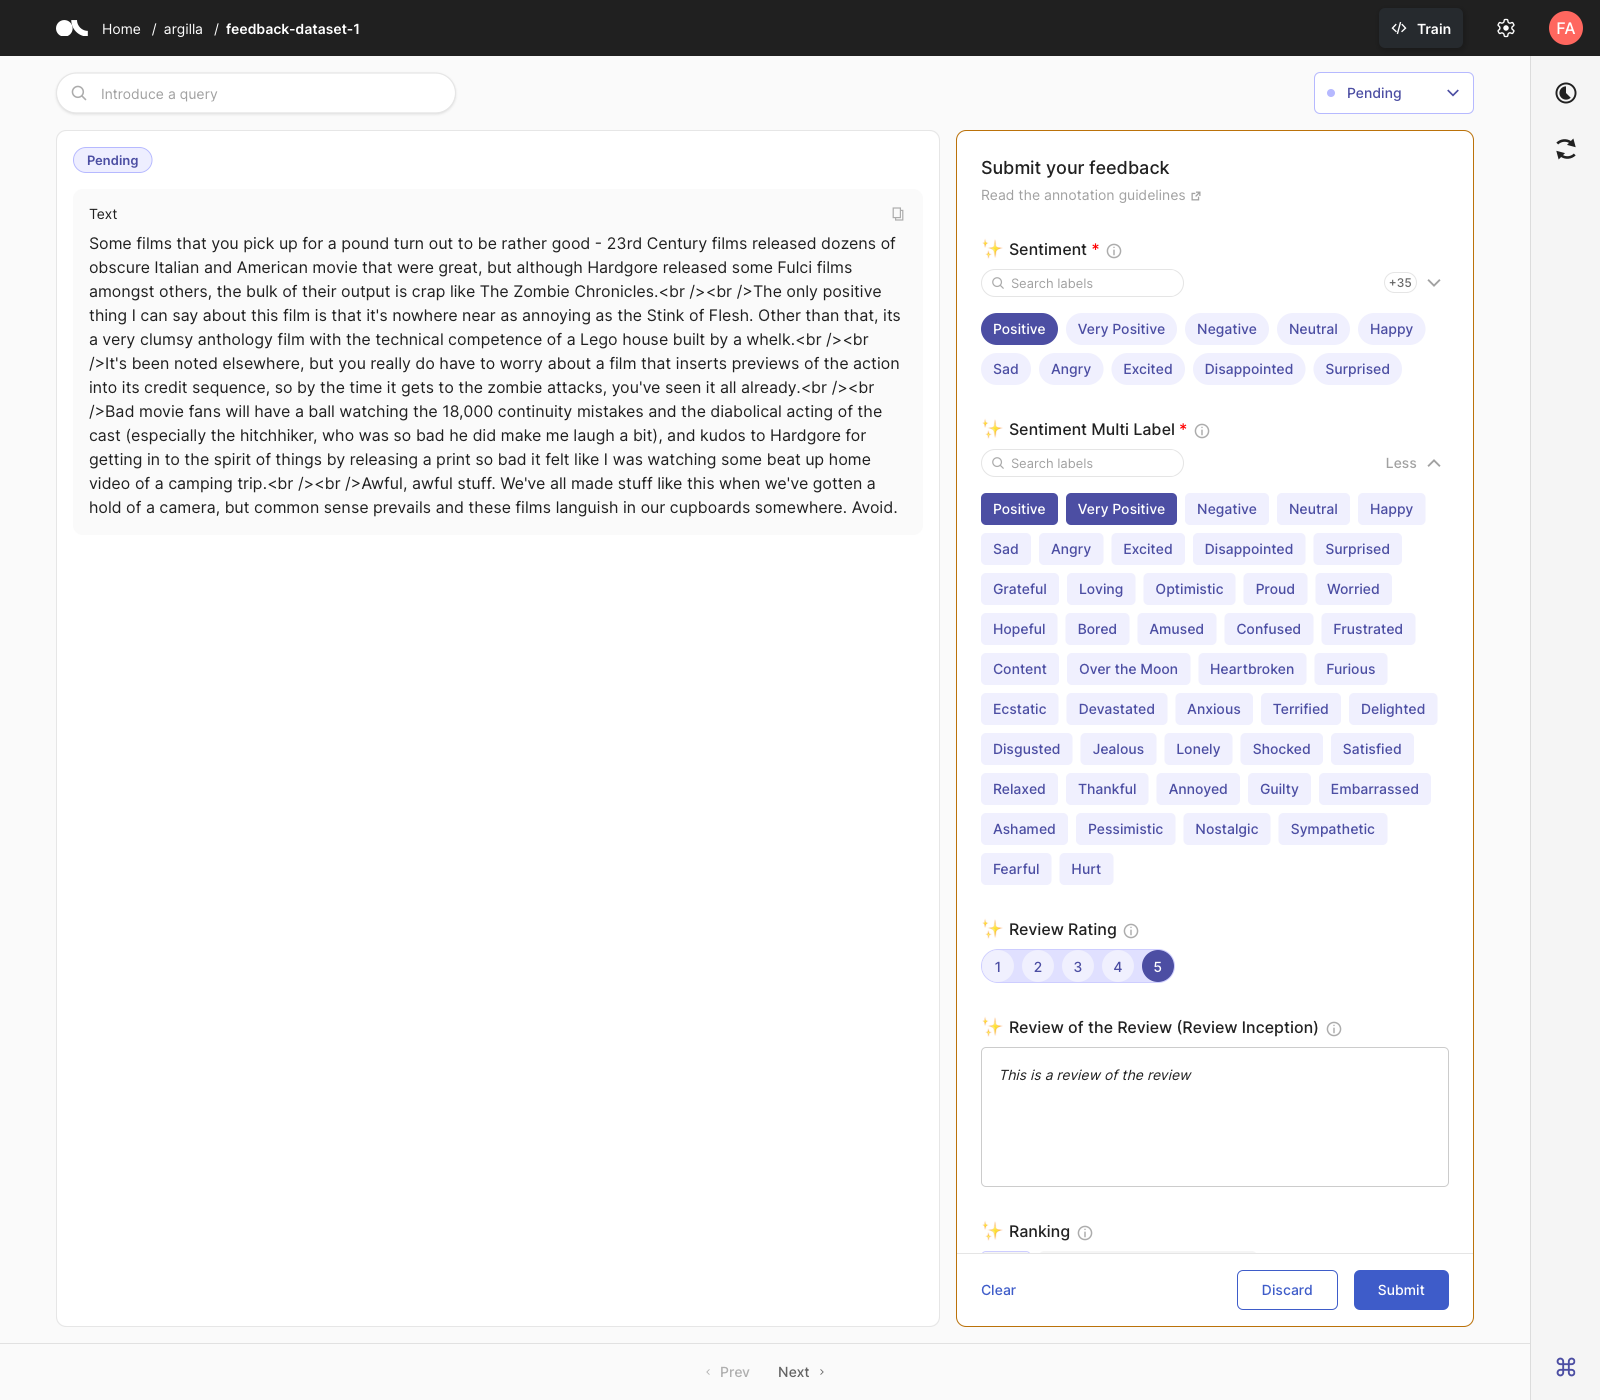 Home / argilla / feedback-dataset-1
Train
FA
Introduce a query
Pending
Pending
Text
Some films that you pick up for a pound turn out to be rather good - 23rd Century films released dozens of
obscure Italian and American movie that were great, but although Hardgore released some Fulci films
amongst others, the bulk of their output is crap like The Zombie Chronicles.<br /><br />The only positive
thing I can say about this film is that it's nowhere near as annoying as the Stink of Flesh. Other than that, its
a very clumsy anthology film with the technical competence of a Lego house built by a whelk.<br /><br
/>It's been noted elsewhere, but you really do have to worry about a film that inserts previews of the action
into its credit sequence, so by the time it gets to the zombie attacks, you've seen it all already.<br /><br
/>Bad movie fans will have a ball watching the 18,000 continuity mistakes and the diabolical acting of the
cast (especially the hitchhiker, who was so bad he did make me laugh a bit), and kudos to Hardgore for
getting in to the spirit of things by releasing a print so bad it felt like I was watching some beat up home
video of a camping trip.<br /><br />Awful, awful stuff. We've all made stuff like this when we've gotten a
hold of a camera, but common sense prevails and these films languish in our cupboards somewhere. Avoid.
Submit your feedback
Read the annotation guidelines
✨ Sentiment *
Search labels
+35
Positive Very Positive Negative Neutral Happy
Sad Angry Excited Disappointed Surprised
✨ Sentiment Multi Label *
Search labels
Less
Positive Very Positive Negative Neutral Happy
Sad Angry Excited Disappointed Surprised
Grateful Loving Optimistic Proud Worried
Hopeful Bored Amused Confused Frustrated
Content Over the Moon Heartbroken Furious
Ecstatic Devastated Anxious Terrified Delighted
Disgusted Jealous Lonely Shocked Satisfied
Relaxed Thankful Annoyed Guilty Embarrassed
Ashamed Pessimistic Nostalgic Sympathetic
Fearful Hurt
✨ Review Rating
1 2 3 4 5
✨ Review of the Review (Review Inception)
This is a review of the review
✨ Ranking
Clear
Discard
Submit
Prev
Next